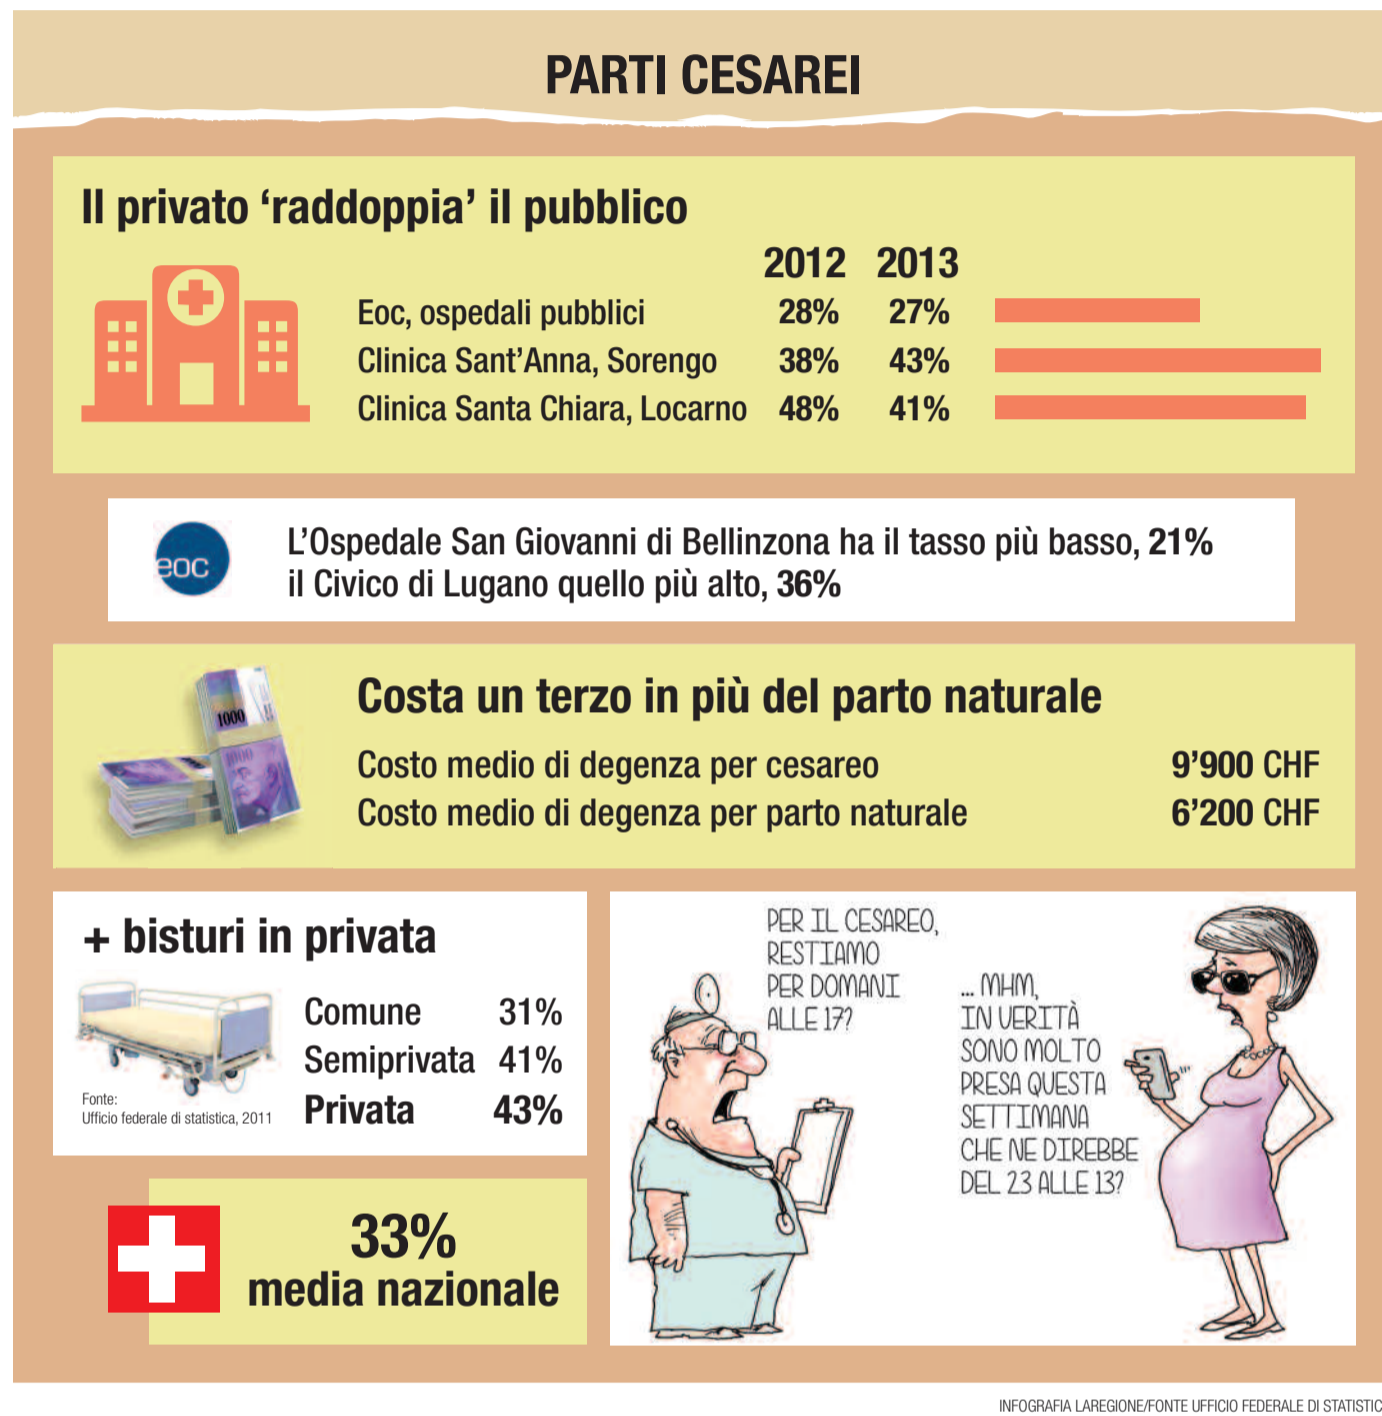 PARTI CESAREI
Il privato ‘raddoppia’ il pubblico
2012 2013
Eoc, ospedali pubblici 28% 27%
Clinica Sant’Anna, Sorengo 38% 43%
Clinica Santa Chiara, Locarno 48% 41%
eoc
L’Ospedale San Giovanni di Bellinzona ha il tasso più basso, 21%
il Civico di Lugano quello più alto, 36%
1000
1000
Costa un terzo in più del parto naturale
Costo medio di degenza per cesareo 9’900 CHF
Costo medio di degenza per parto naturale 6’200 CHF
+ bisturi in privata
Comune 31%
Semiprivata 41%
Privata 43%
Fonte:
Ufficio federale di statistica, 2011
33%
media nazionale
PER IL CESAREO,
RESTIAMO
PER DOMANI
ALLE 17?
... MHM,
IN VERITÀ
SONO MOLTO
PRESA QUESTA
SETTIMANA
CHE NE DIREBBE
DEL 23 ALLE 13?
INFOGRAFIA LAREGIONE/FONTE UFFICIO FEDERALE DI STATISTIC